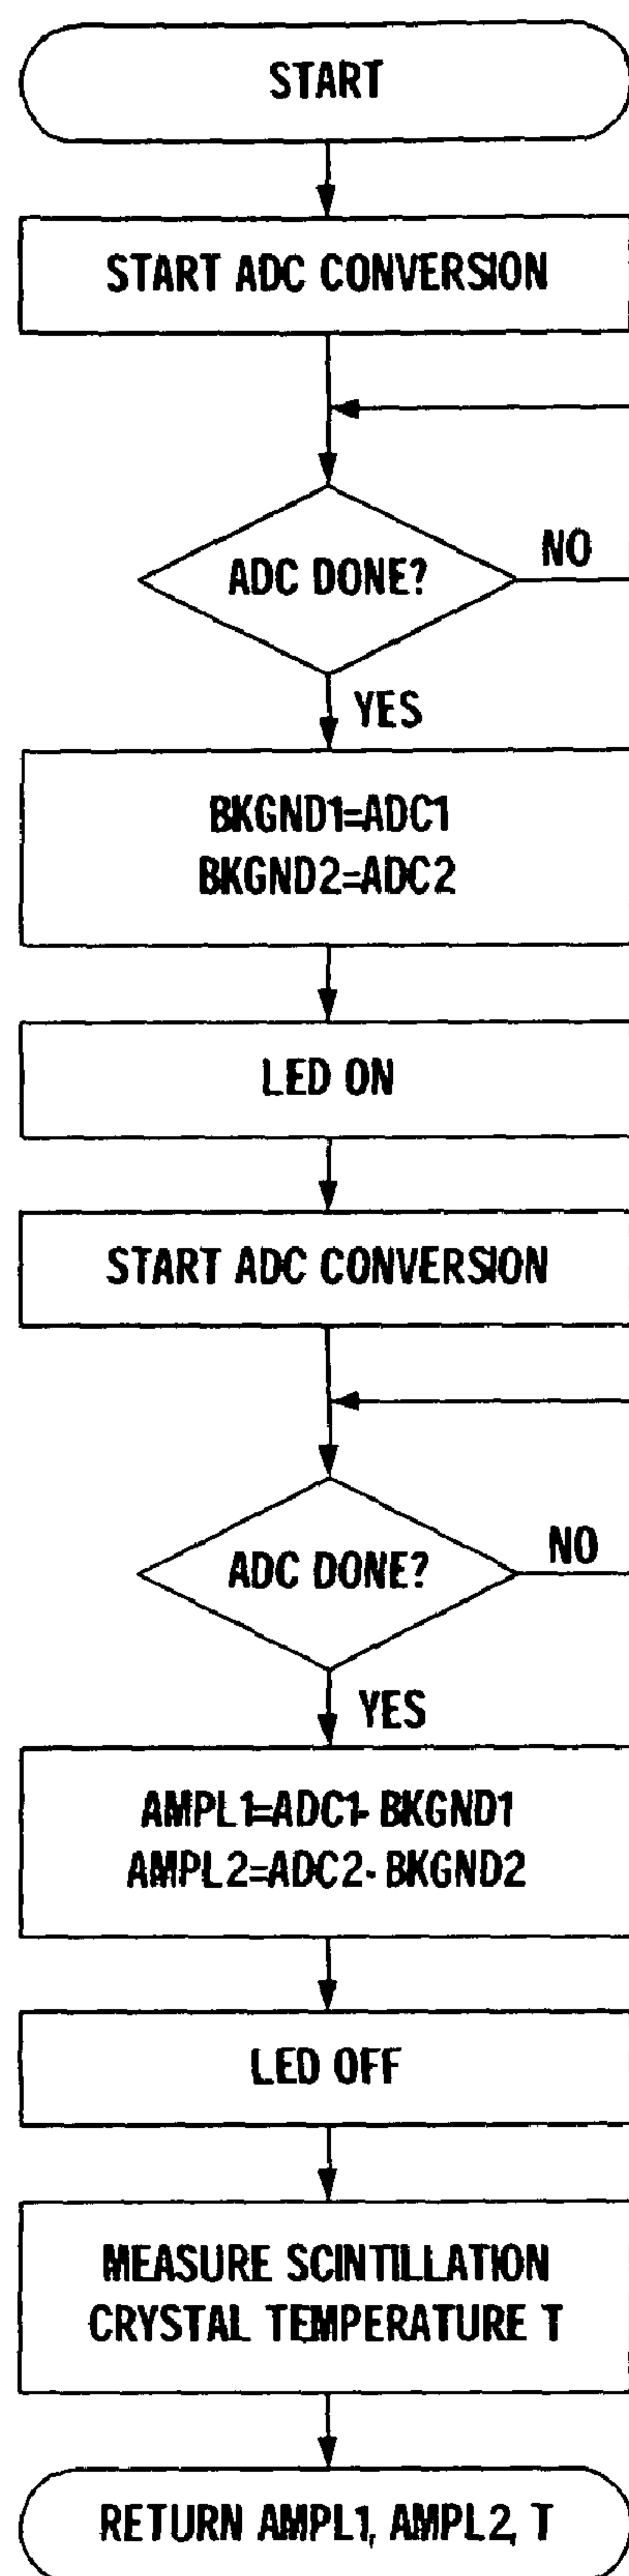 START
START ADC CONVERSION
ADC DONE?
NO
YES
BKGND1=ADC1
BKGND2=ADC2
LED ON
START ADC CONVERSION
ADC DONE?
NO
YES
AMPL1=ADC1- BKGND1
AMPL2=ADC2- BKGND2
LED OFF
MEASURE SCINTILLATION
CRYSTAL TEMPERATURE T
RETURN AMPL1, AMPL2, T